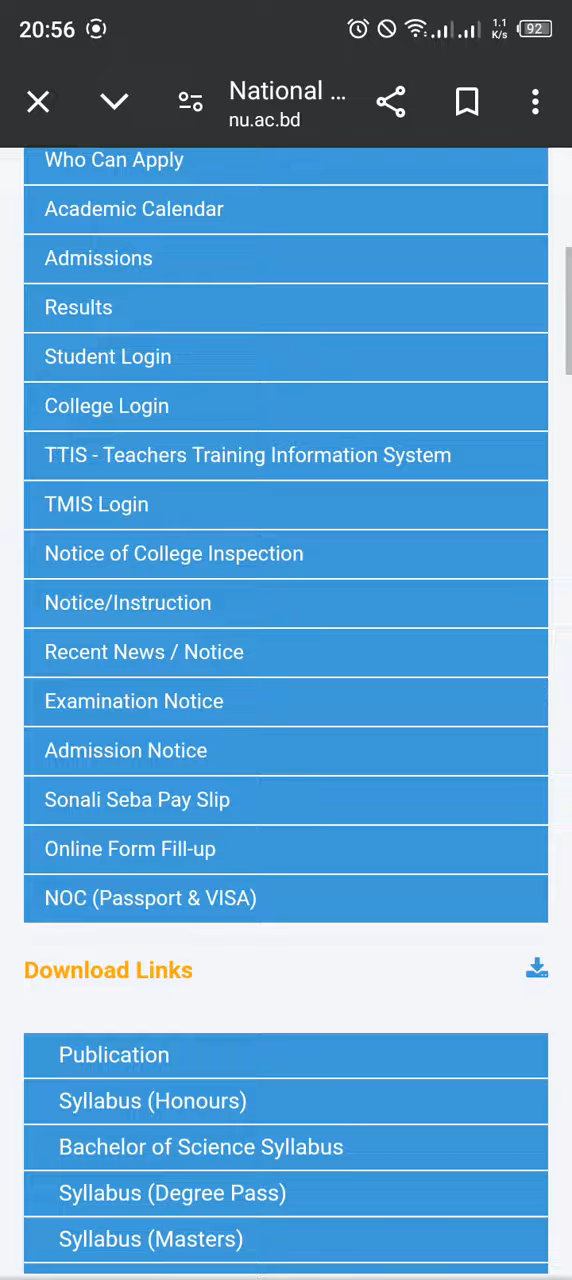 20:56
1.1
K/s
92
National ...
nu.ac.bd
Who Can Apply
Academic Calendar
Admissions
Results
Student Login
College Login
TTIS - Teachers Training Information System
TMIS Login
Notice of College Inspection
Notice/Instruction
Recent News / Notice
Examination Notice
Admission Notice
Sonali Seba Pay Slip
Online Form Fill-up
NOC (Passport & VISA)
Download Links
Publication
Syllabus (Honours)
Bachelor of Science Syllabus
Syllabus (Degree Pass)
Syllabus (Masters)